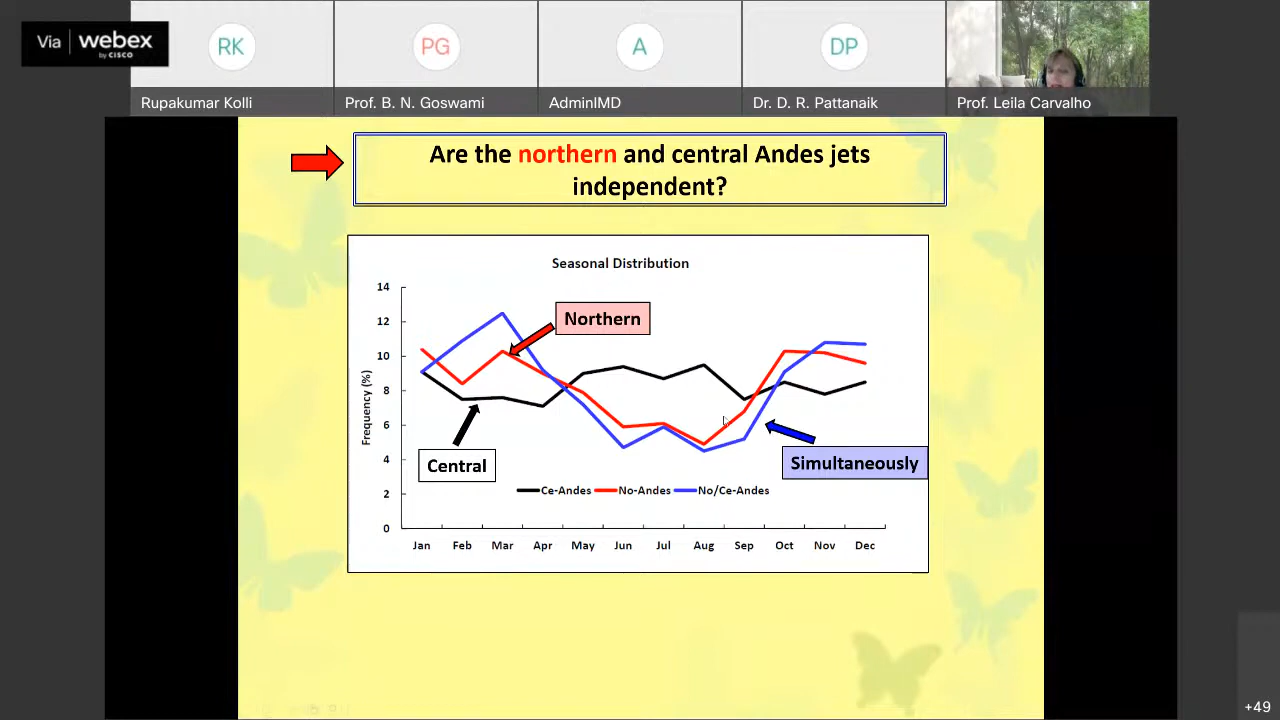 Via webex
by CISCO
RK
PG
A
DP
Rupakumar Kolli
Prof. B. N. Goswami
AdminIMD
Dr. D. R. Pattanaik
Prof. Leila Carvalho
Are the northern and central Andes jets
independent?
Seasonal Distribution
Frequency (%)
14
12
10
8
6
4
2
0
Northern
Central
Simultaneously
Ce-Andes No-Andes No/Ce-Andes
Jan Feb Mar Apr May Jun Jul Aug Sep Oct Nov Dec
+49